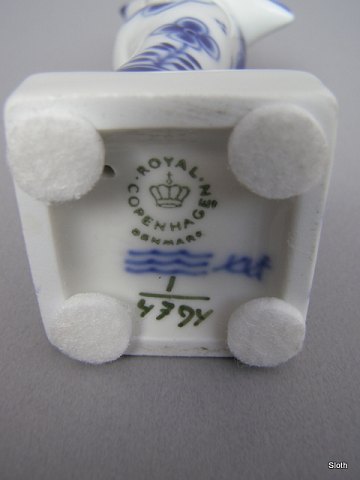 ROYAL
COPENHAGEN
DENMARK
1
4794
Sloth